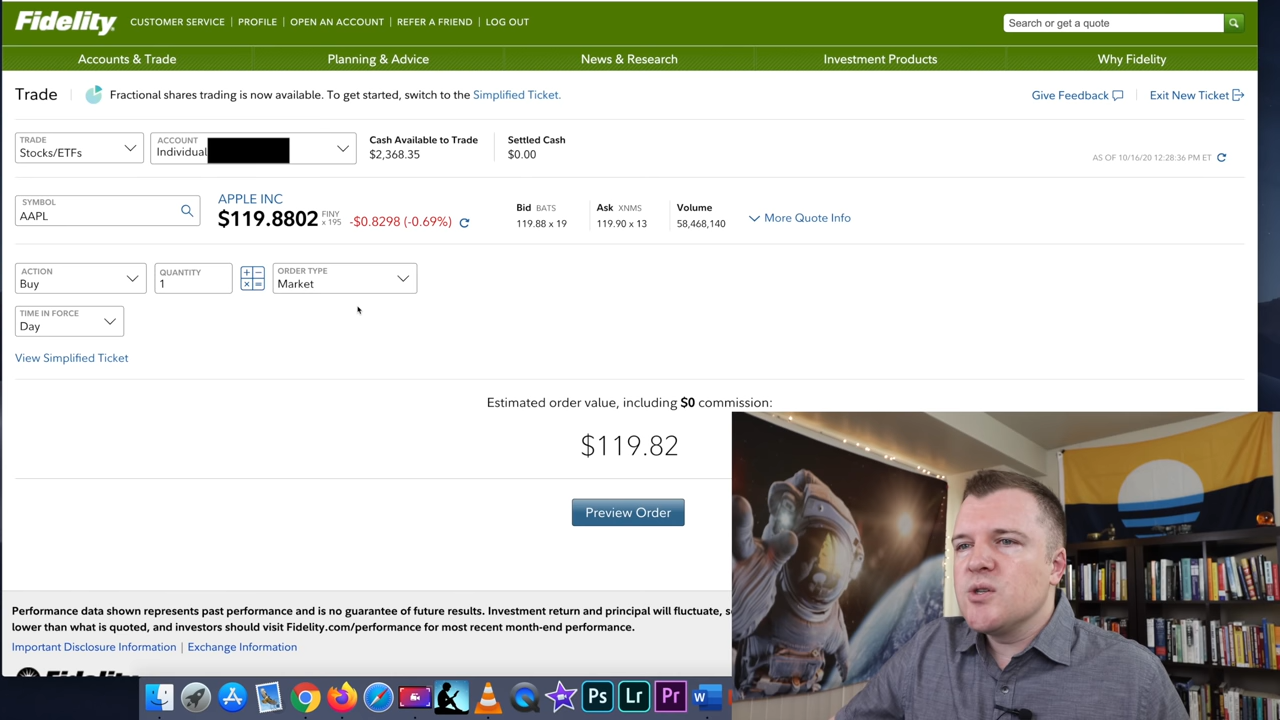 Fidelity
CUSTOMER SERVICE | PROFILE | OPEN AN ACCOUNT | REFER A FRIEND | LOG OUT
Search or get a quote
Accounts & Trade
Planning & Advice
News & Research
Investment Products
Why Fidelity
Trade
Fractional shares trading is now available. To get started, switch to the Simplified Ticket.
Give Feedback
Exit New Ticket
TRADE
Stocks/ETFs
ACCOUNT
Individual
Cash Available to Trade
$2,368.35
Settled Cash
$0.00
AS OF 10/16/20 12:28:36 PM ET
SYMBOL
AAPL
APPLE INC
$119.8802
FINY
x 195
-$0.8298 (-0.69%)
Bid BATS
119.88 x 19
Ask XNMS
119.90 x 13
Volume
58,468,140
More Quote Info
ACTION
Buy
QUANTITY
1
ORDER TYPE
Market
TIME IN FORCE
Day
View Simplified Ticket
Estimated order value, including $0 commission:
$119.82
Preview Order
Performance data shown represents past performance and is no guarantee of future results. Investment return and principal will fluctuate, s
lower than what is quoted, and investors should visit Fidelity.com/performance for most recent month-end performance.
Important Disclosure Information | Exchange Information
Fidelity
Ps
Lr
Pr
W